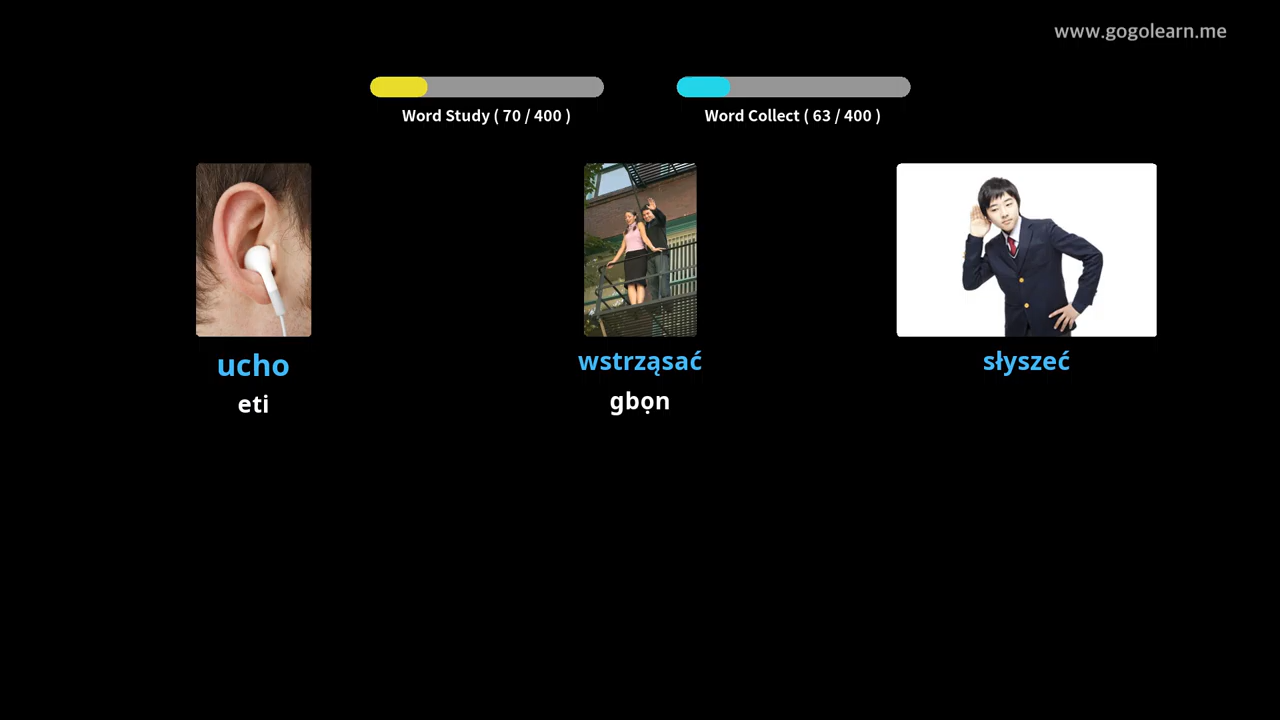 www.gogolearn.me
Word Study ( 70 / 400 )
Word Collect ( 63 / 400 )
ucho
wstrząsać
słyszeć
eti
gbọn